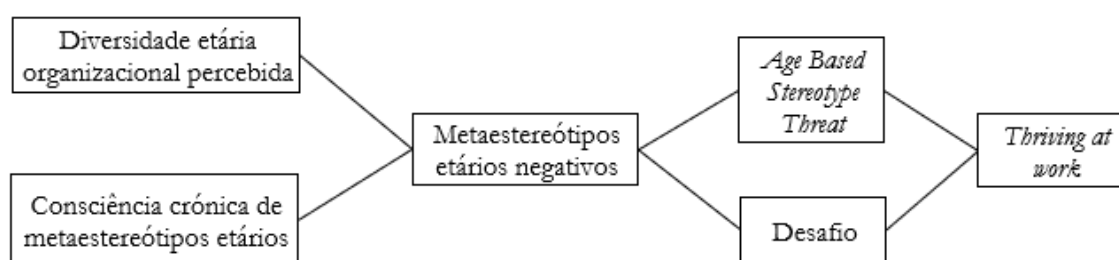 Diversidade etária
organizacional percebida
Consciência crónica de
metaestereótipos etários
Metaestereótipos
etários negativos
Age Based
Stereotype
Threat
Desafio
Thriving at
work